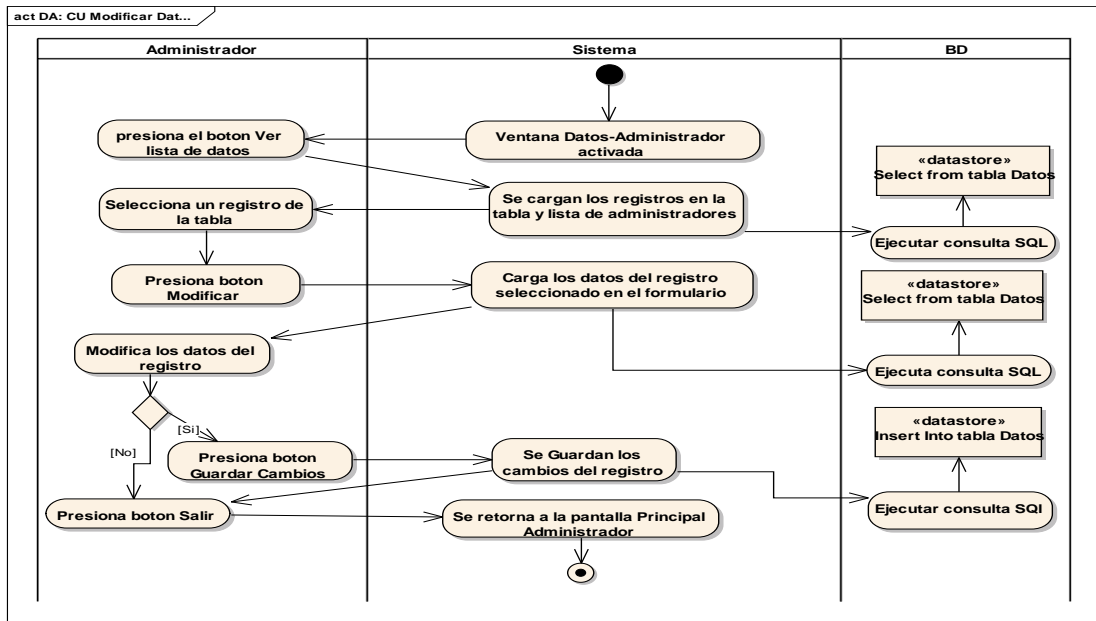 act DA: CU Modificar Dat...
Administrador
Sistema
BD
presiona el boton Ver
lista de datos
Ventana Datos-Administrador
activada
«datastore»
Select from tabla Datos
Selecciona un registro de
la tabla
Se cargan los registros en la
tabla y lista de administradores
Ejecutar consulta SQL
Presiona boton
Modificar
Carga los datos del registro
seleccionado en el formulario
«datastore»
Select from tabla Datos
Modifica los datos del
registro
Ejecuta consulta SQL
[Si]
[No]
Presiona boton
Guardar Cambios
Se Guardan los
cambios del registro
«datastore»
Insert Into tabla Datos
Presiona boton Salir
Se retorna a la pantalla Principal
Administrador
Ejecutar consulta SQl